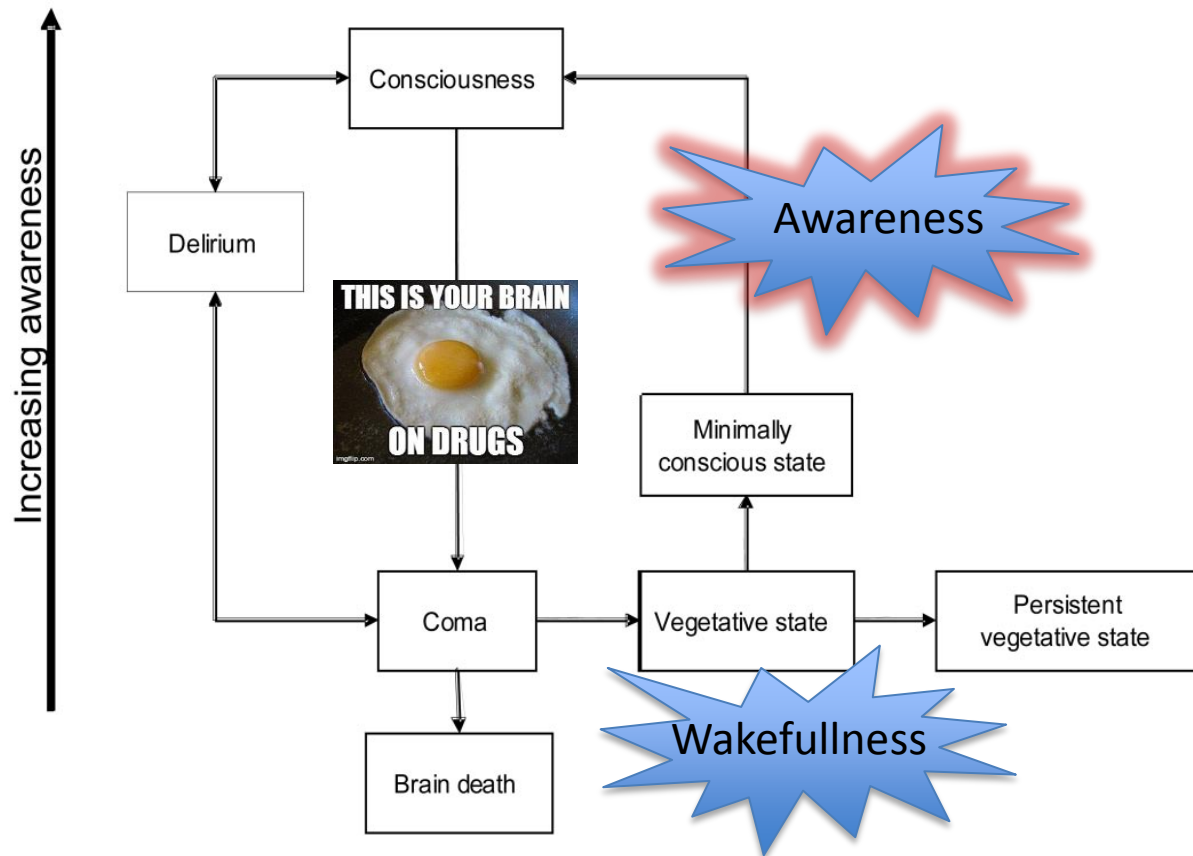 Increasing awareness
Consciousness
Delirium
Awareness
THIS IS YOUR BRAIN
ON DRUGS
imgflip.com
Minimally
conscious state
Coma
Vegetative state
Persistent
vegetative state
Wakefullness
Brain death